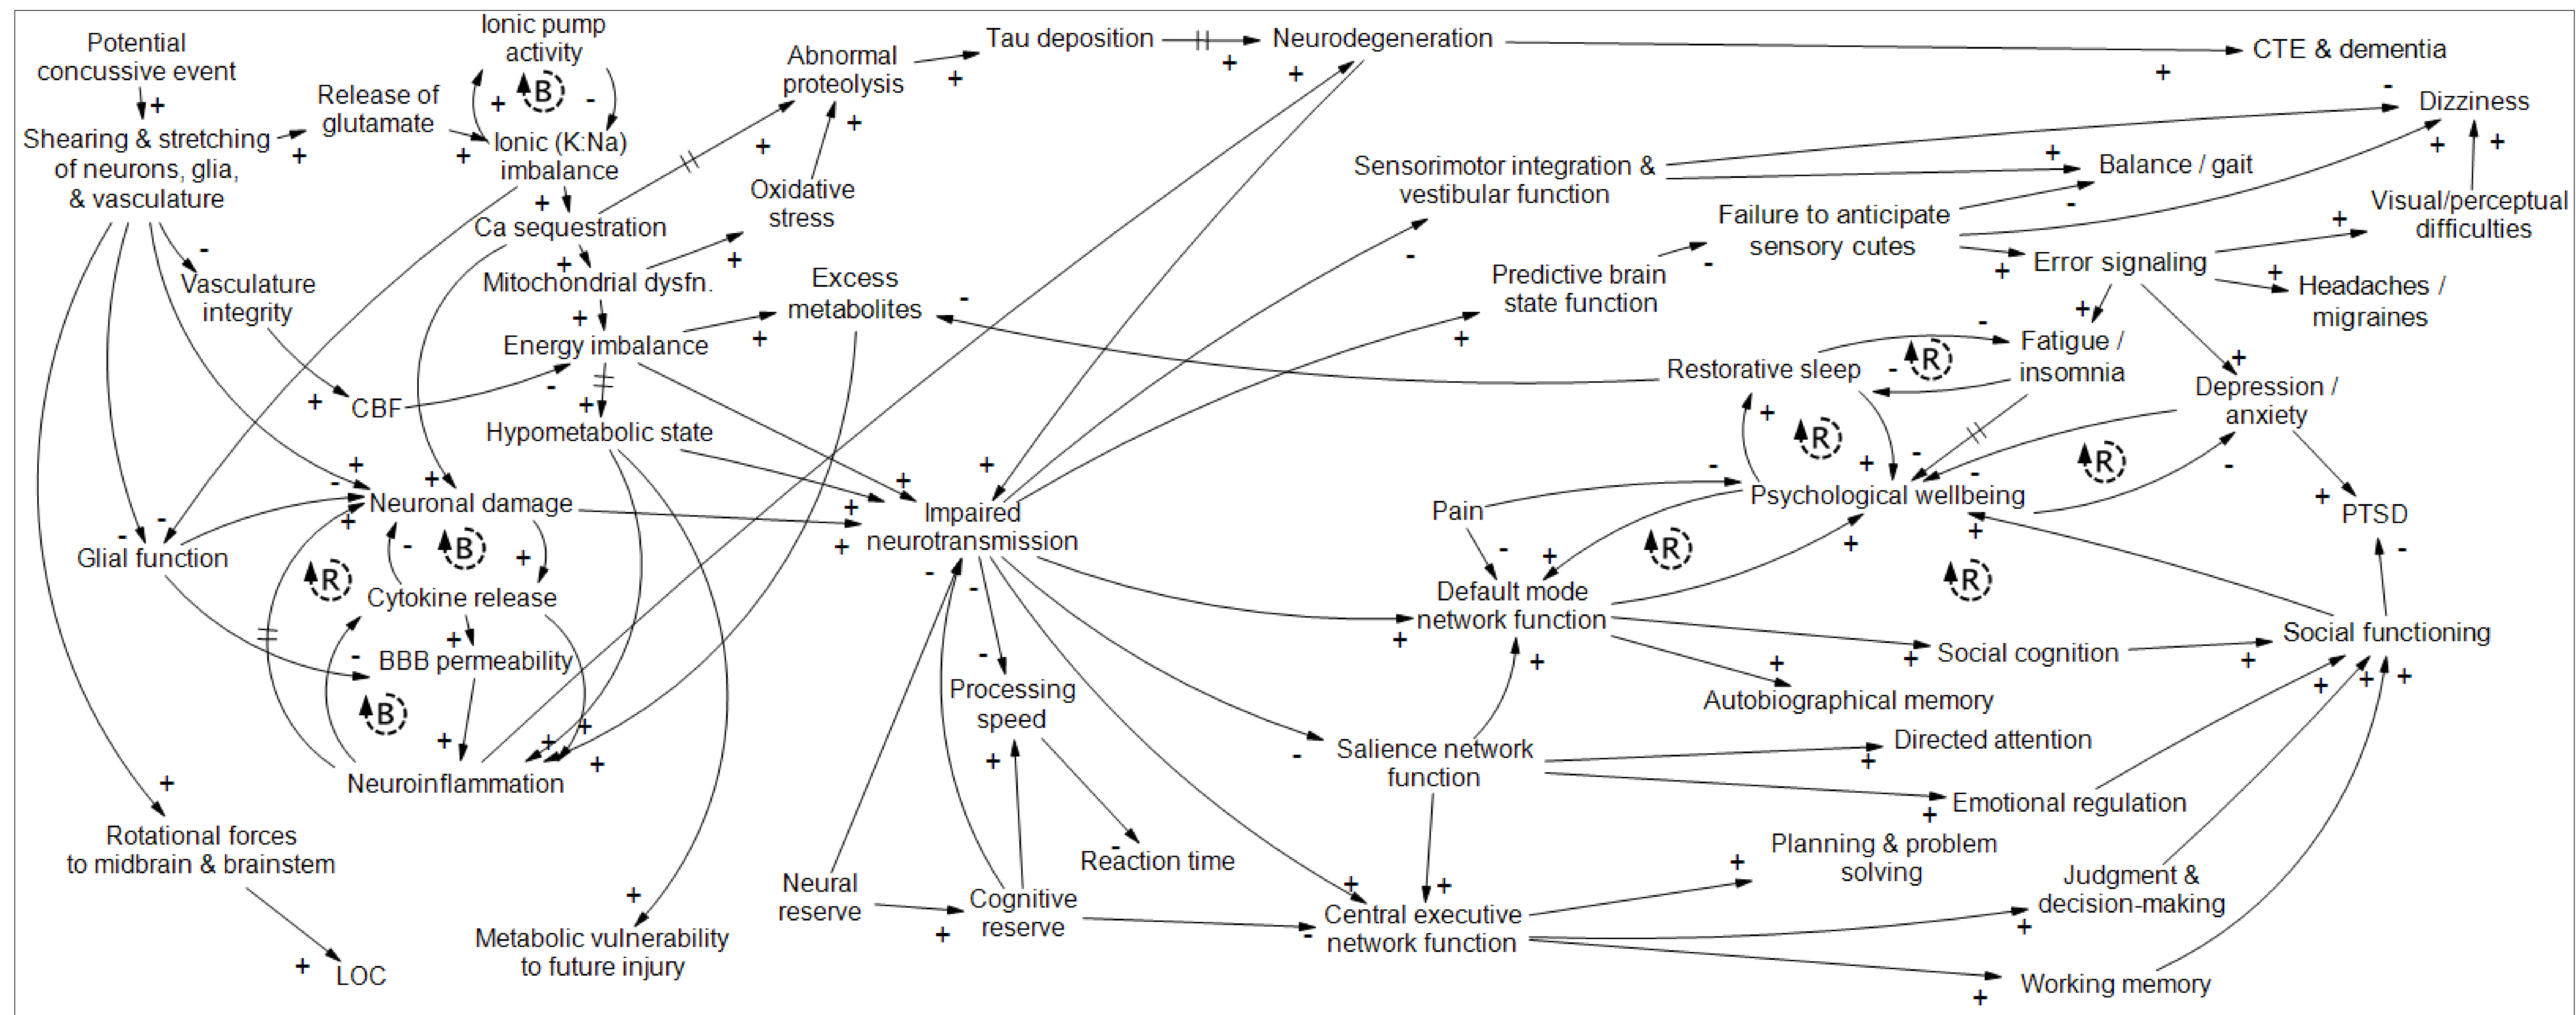 Potential
concussive event
+
Shearing & stretching
of neurons, glia,
& vasculature
+
Release of
glutamate
+
Ionic pump
activity
+
B
-
Ionic (K:Na)
imbalance
+
Ca sequestration
+
Mitochondrial dysfn.
+
Energy imbalance
+
Hypometabolic state
Abnormal
proteolysis
+
+
+
Oxidative
stress
+
Excess
metabolites
-
+
Tau deposition
+
Neurodegeneration
+
CTE & dementia
+
-
Vasculature
integrity
+
CBF
-
+
-
+
Neuronal damage
+
-
-
Glial function
R
-
B
+
Cytokine release
+
BBB permeability
-
B
+
+
+
+
Neuroinflammation
+
Rotational forces
to midbrain & brainstem
+
LOC
+
Metabolic vulnerability
to future injury
+
+
+
+
Impaired
neurotransmission
-
-
-
Processing
speed
+
-
Reaction time
Neural
reserve
+
Cognitive
reserve
-
Sensorimotor integration &
vestibular function
-
+
Balance / gait
-
-
Dizziness
+
+
Visual/perceptual
difficulties
+
Predictive brain
state function
+
-
Failure to anticipate
sensory cutes
+
Error signaling
+
Headaches /
migraines
+
Fatigue /
insomnia
-
R
-
Restorative sleep
+
R
+
-
-
-
+
Depression /
anxiety
R
-
+
PTSD
-
Pain
-
Psychological wellbeing
+
R
+
+
R
-
Default mode
network function
+
+
+
Social cognition
+
Social functioning
+
+
+
+
Autobiographical memory
Salience network
function
-
+
Directed attention
+
Emotional regulation
+
+
Central executive
network function
+
Planning & problem
solving
+
Judgment &
decision-making
+
Working memory